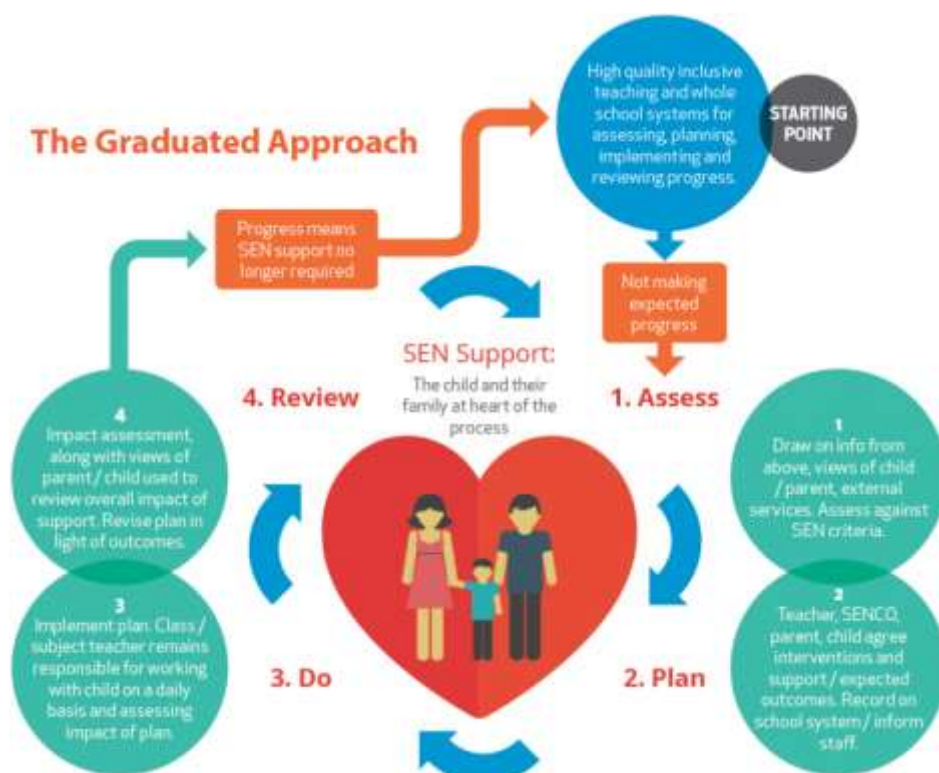 The Graduated Approach
High quality inclusive
teaching and whole
school systems for
assessing, planning,
implementing and
reviewing progress.
STARTING
POINT
Progress means
SEN support no
longer required
Not making
expected
progress
SEN Support:
The child and their
family at heart of the
process
4. Review
1. Assess
4
Impact assessment,
along with views of
parent / child used to
review overall impact of
support. Revise plan in
light of outcomes.
1
Draw on info from
above, views of child
/ parent, external
services. Assess against
SEN criteria.
3
Implement plan. Class /
subject teacher remains
responsible for working
with child on a daily
basis and assessing
impact of plan.
3. Do
2. Plan
2
Teacher, SENCO,
parent, child agree
interventions and
support / expected
outcomes. Record on
school system / inform
staff.